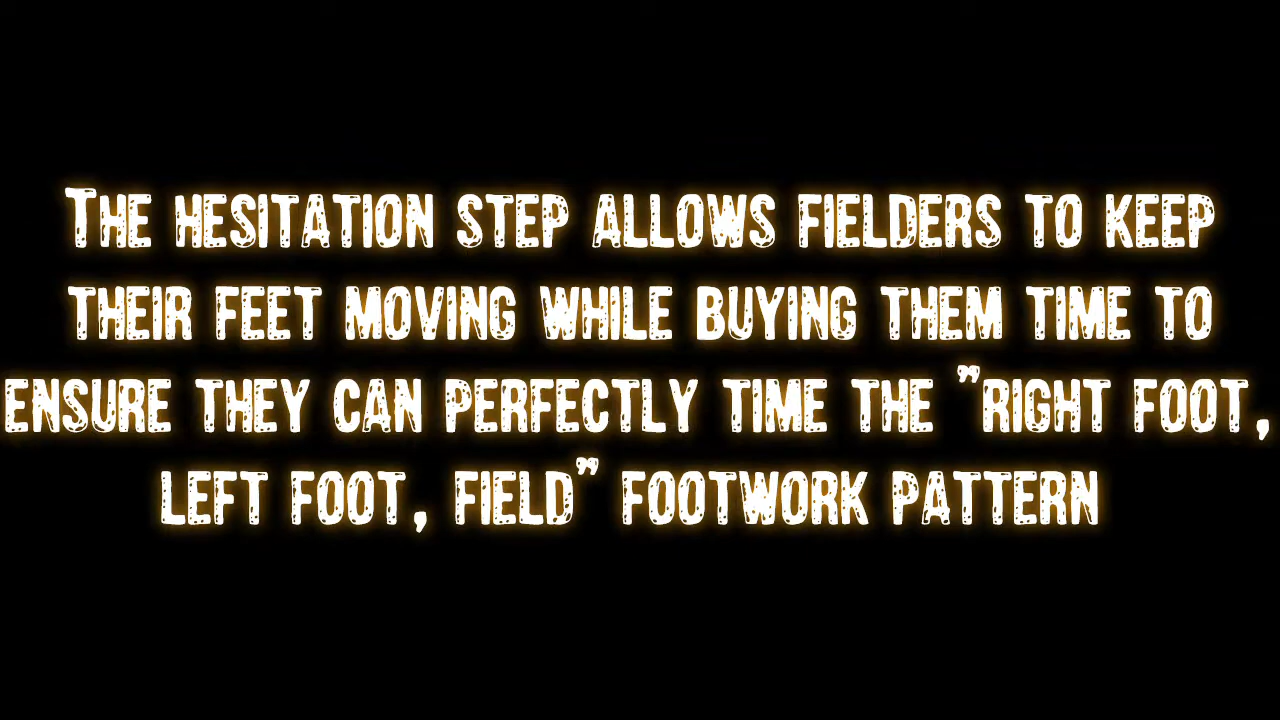 The hesitation step allows fielders to keep
their feet moving while buying them time to
ensure they can perfectly time the "right foot,
left foot, field" footwork pattern